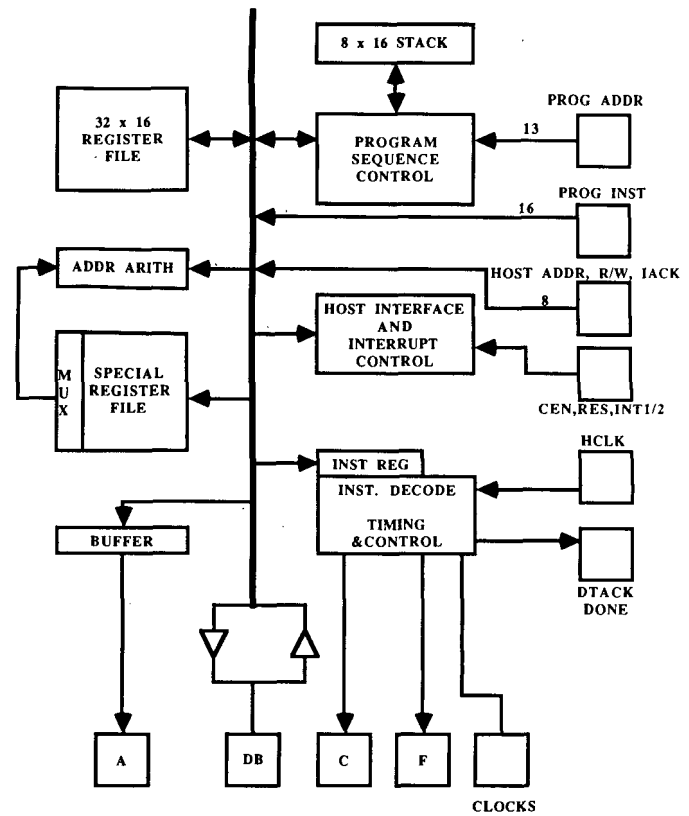 8 x 16 STACK
PROG ADDR
32 x 16
REGISTER
FILE
PROGRAM
SEQUENCE
CONTROL
13
PROG INST
16
ADDR ARITH
HOST ADDR, R/W, IACK
8
HOST INTERFACE
AND
INTERRUPT
CONTROL
MUX
SPECIAL
REGISTER
FILE
CEN,RES,INT1/2
HCLK
INST REG
INST. DECODE
TIMING
&CONTROL
BUFFER
DTACK
DONE
A
DB
C
F
CLOCKS